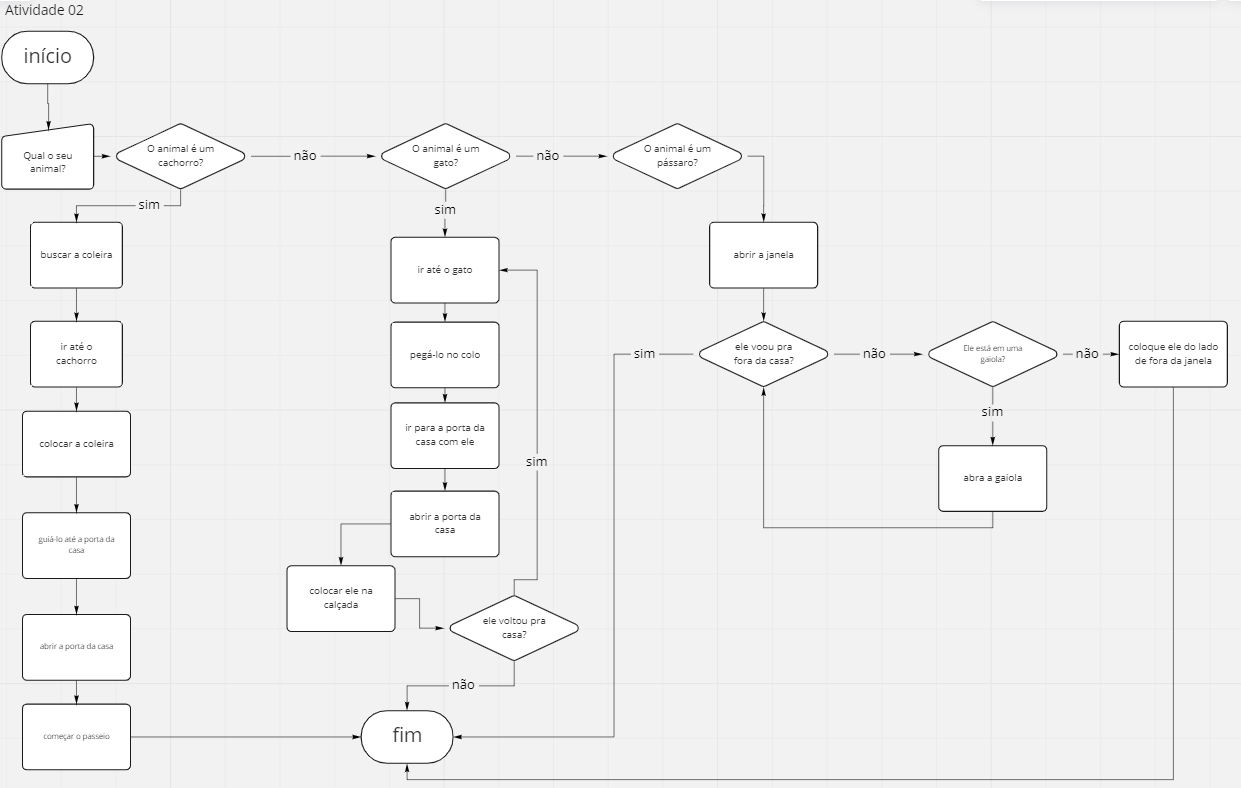 Atividade 02
início
Qual o seu
animal?
O animal é um
cachorro?
não
O animal é um
gato?
não
O animal é um
pássaro?
sim
sim
buscar a coleira
ir até o gato
abrir a janela
ir até o
cachorro
pegá-lo no colo
sim
ele voou pra
fora da casa?
não
Ele está em uma
gaiola?
não
coloque ele do lado
de fora da janela
sim
colocar a coleira
ir para a porta da
casa com ele
sim
abra a gaiola
guiá-lo até a porta da
casa
abrir a porta da
casa
colocar ele na
calçada
ele voltou pra
casa?
abrir a porta da casa
não
começar o passeio
fim